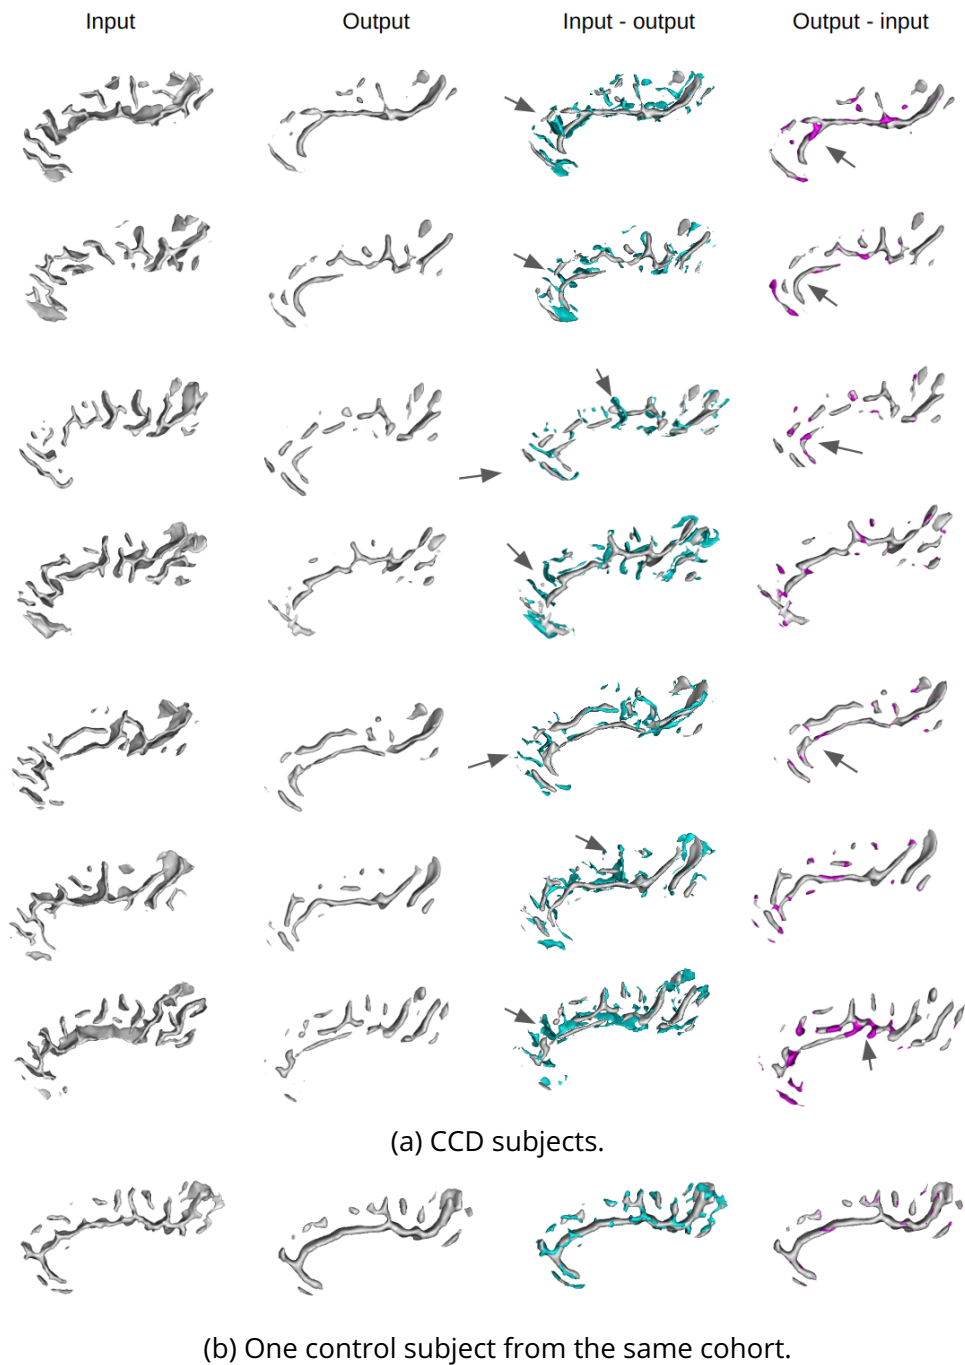 Input Output Input - output Output - input
(a) CCD subjects.
(b) One control subject from the same cohort.